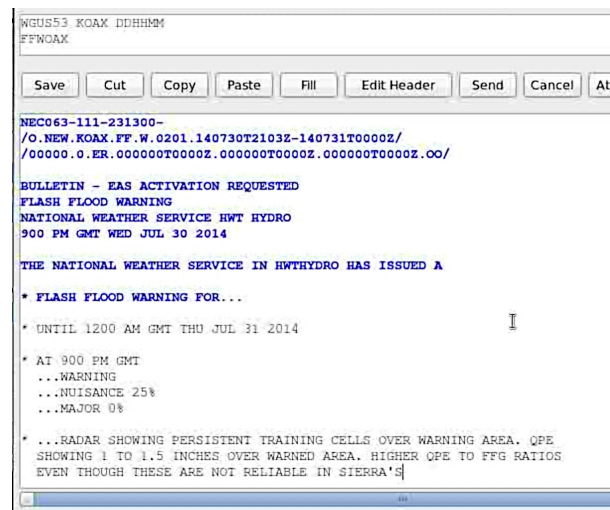 WGUS53 KOAX DDHHMM
FFWOAX
Save Cut Copy Paste Fill Edit Header Send Cancel At
NEC063-111-231300-
/O.NEW.KOAX.FF.W.0201.140730T2103Z-140731T0000Z/
/00000.0.ER.000000T0000Z.000000T0000Z.000000T0000Z.OO/
BULLETIN - EAS ACTIVATION REQUESTED
FLASH FLOOD WARNING
NATIONAL WEATHER SERVICE HWT HYDRO
900 PM GMT WED JUL 30 2014
THE NATIONAL WEATHER SERVICE IN HWTHYDRO HAS ISSUED A
* FLASH FLOOD WARNING FOR...
* UNTIL 1200 AM GMT THU JUL 31 2014
* AT 900 PM GMT
...WARNING
...NUISANCE 25%
...MAJOR 0%
* ...RADAR SHOWING PERSISTENT TRAINING CELLS OVER WARNING AREA. QPE
SHOWING 1 TO 1.5 INCHES OVER WARNED AREA. HIGHER QPE TO FFG RATIOS
EVEN THOUGH THESE ARE NOT RELIABLE IN SIERRA'S